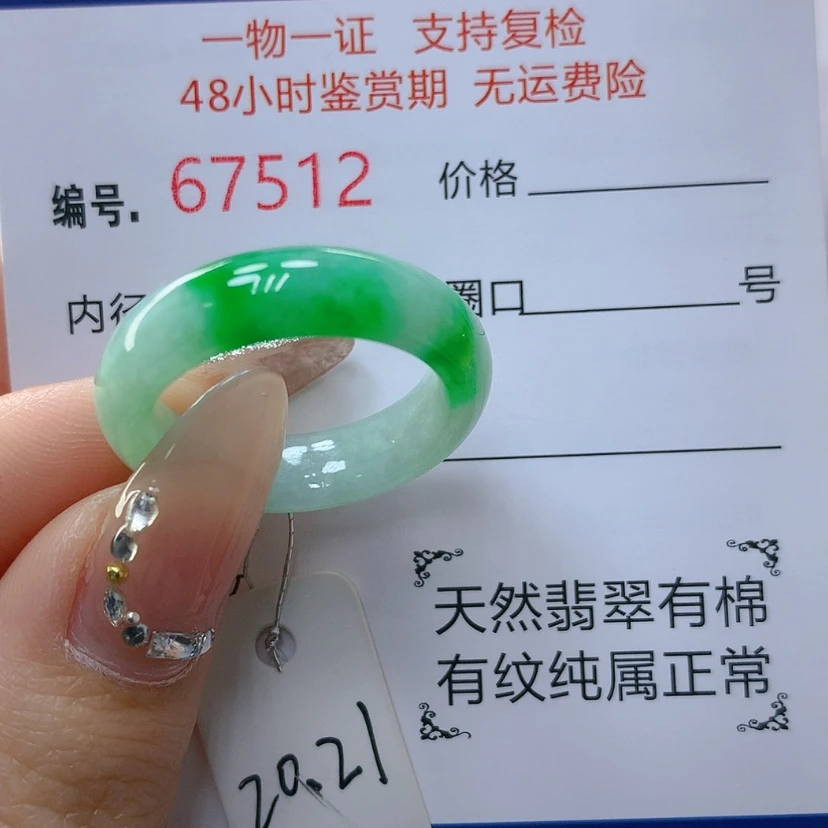 一物一证 支持复检
48小时鉴赏期 无运费险
编号. 67512 价格
内径 圈口 号
天然翡翠有棉
有纹纯属正常
20.21